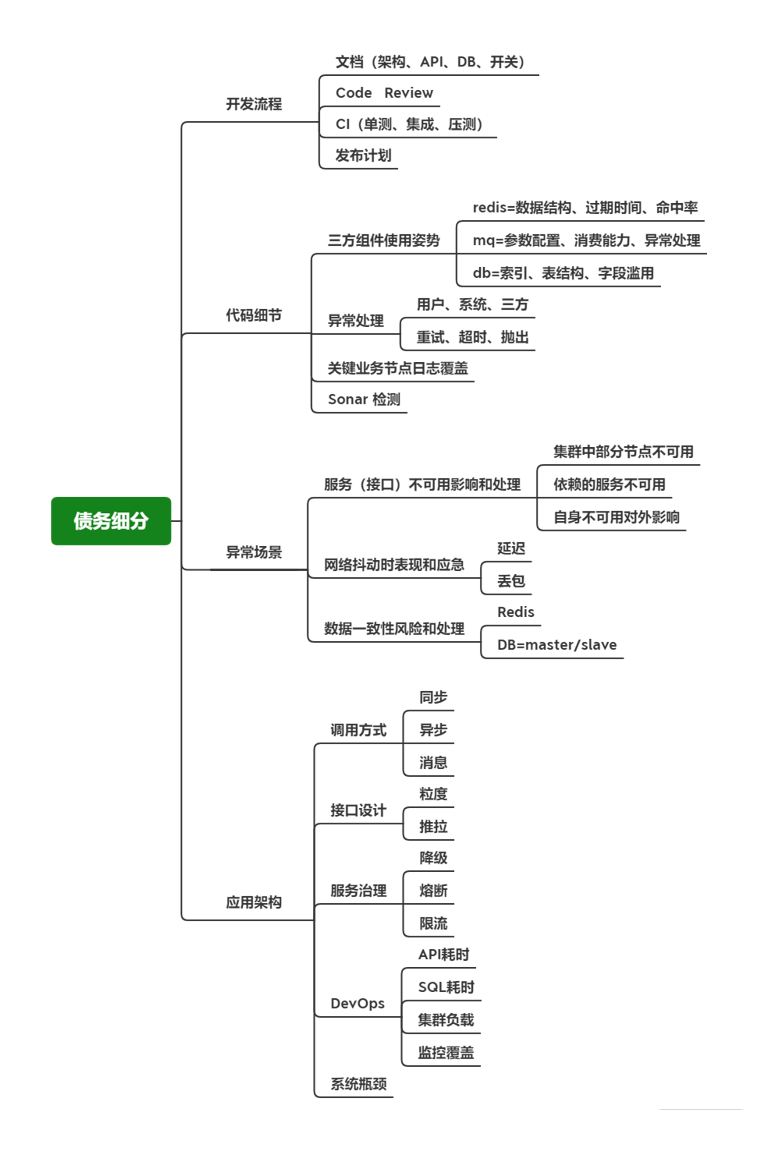 文档（架构、API、DB、开关）
开发流程
Code Review
CI（单测、集成、压测）
发布计划
redis=数据结构、过期时间、命中率
三方组件使用姿势
mq=参数配置、消费能力、异常处理
db=索引、表结构、字段滥用
用户、系统、三方
代码细节
异常处理
重试、超时、抛出
关键业务节点日志覆盖
Sonar 检测
集群中部分节点不可用
服务（接口）不可用影响和处理
依赖的服务不可用
债务细分
自身不可用对外影响
异常场景
延迟
网络抖动时表现和应急
丢包
Redis
数据一致性风险和处理
DB=master/slave
同步
调用方式
异步
消息
粒度
接口设计
推拉
降级
服务治理
熔断
应用架构
限流
API耗时
SQL耗时
DevOps
集群负载
监控覆盖
系统瓶颈